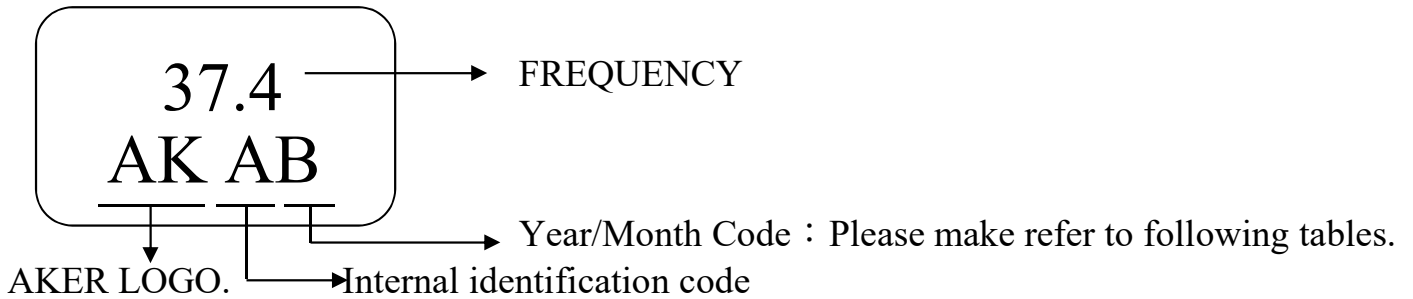 37.4
FREQUENCY
AK AB
Year/Month Code：Please make refer to following tables.
AKER LOGO.
Internal identification code